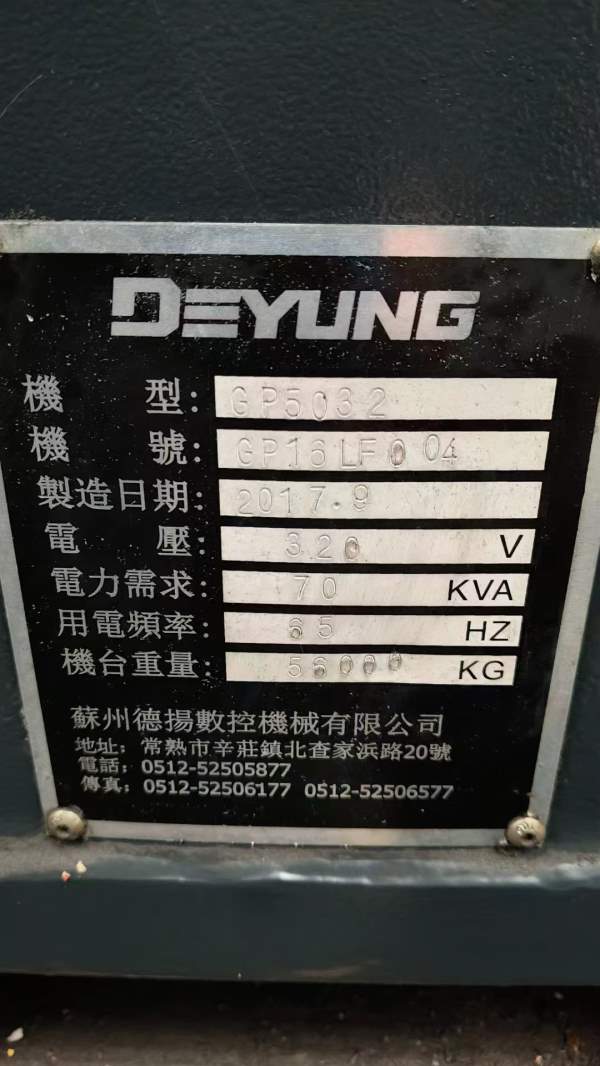 DEYUNG
機 型: GP5032
機 號: GP16LF004
製造日期: 2017.9
電 壓: 320 V
電力需求: 70 KVA
用電頻率: 65 HZ
機台重量: 56000 KG
蘇州德揚數控機械有限公司
地址: 常熟市辛莊鎮北查家浜路20號
電話: 0512-52505877
傳真: 0512-52506177 0512-52506577